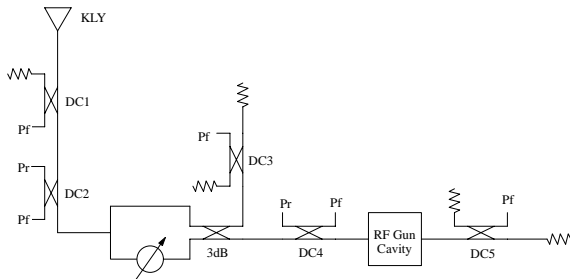 KLY
DC1
Pf
Pr
DC2
Pf
Pf
DC3
3dB
Pr
Pf
DC4
RF Gun
Cavity
Pf
DC5